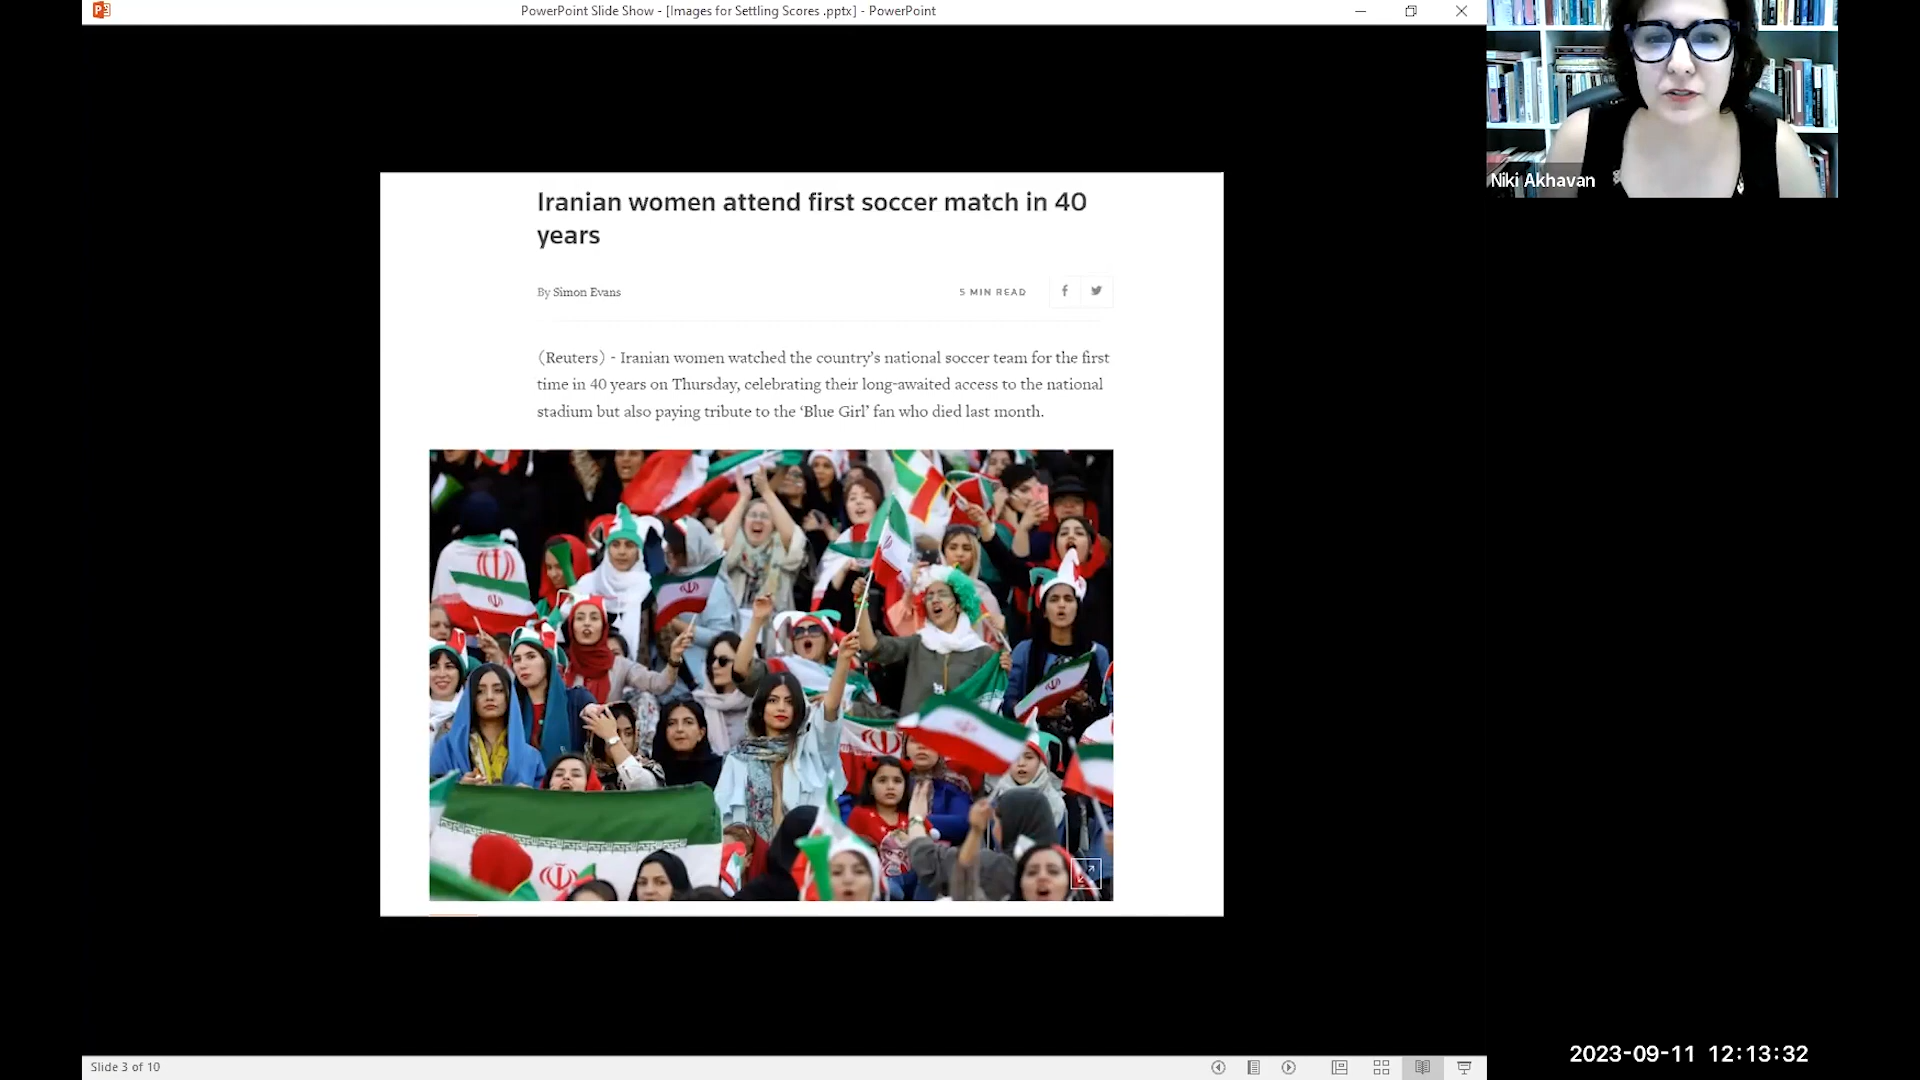 PowerPoint Slide Show - [Images for Settling Scores .pptx] - PowerPoint
Niki Akhavan
Iranian women attend first soccer match in 40
years
By Simon Evans
5 MIN READ
(Reuters) - Iranian women watched the country's national soccer team for the first
time in 40 years on Thursday, celebrating their long-awaited access to the national
stadium but also paying tribute to the 'Blue Girl' fan who died last month.
Slide 3 of 10
2023-09-11 12:13:32